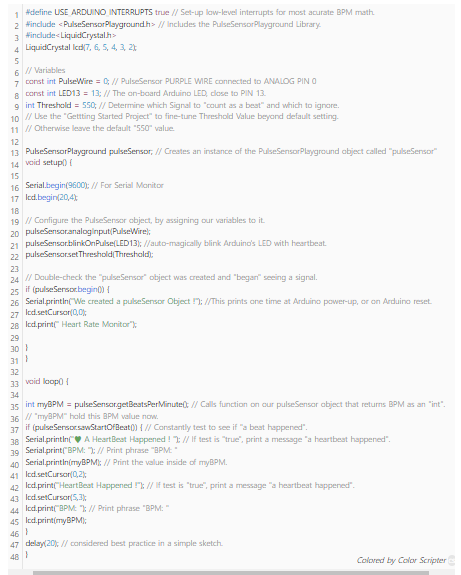 1 #define USE_ARDUINO_INTERRUPTS true // Set-up low-level interrupts for most acurate BPM math.
2 #include <PulseSensorPlayground.h> // Includes the PulseSensorPlayground Library.
3 #include<LiquidCrystal.h>
4 LiquidCrystal lcd(7, 6, 5, 4, 3, 2);
5
6 // Variables
7 const int PulseWire = 0; // PulseSensor PURPLE WIRE connected to ANALOG PIN 0
8 const int LED13 = 13; // The on-board Arduino LED, close to PIN 13.
9 int Threshold = 550; // Determine which Signal to "count as a beat" and which to ignore.
10 // Use the "Gettting Started Project" to fine-tune Threshold Value beyond default setting.
11 // Otherwise leave the default "550" value.
12
13 PulseSensorPlayground pulseSensor; // Creates an instance of the PulseSensorPlayground object called "pulseSensor"
14 void setup() {
15
16 Serial.begin(9600); // For Serial Monitor
17 lcd.begin(20,4);
18
19 // Configure the PulseSensor object, by assigning our variables to it.
20 pulseSensor.analogInput(PulseWire);
21 pulseSensor.blinkOnPulse(LED13); //auto-magically blink Arduino's LED with heartbeat.
22 pulseSensor.setThreshold(Threshold);
23
24 // Double-check the "pulseSensor" object was created and "began" seeing a signal.
25 if (pulseSensor.begin()) {
26 Serial.println("We created a pulseSensor Object !"); //This prints one time at Arduino power-up, or on Arduino reset.
27 lcd.setCursor(0,0);
28 lcd.print(" Heart Rate Monitor");
29
30 }
31 }
32
33 void loop() {
34
35 int myBPM = pulseSensor.getBeatsPerMinute(); // Calls function on our pulseSensor object that returns BPM as an "int".
36 // "myBPM" hold this BPM value now.
37 if (pulseSensor.sawStartOfBeat()) { // Constantly test to see if "a beat happened".
38 Serial.println("♥ A HeartBeat Happened ! "); // If test is "true", print a message "a heartbeat happened".
39 Serial.print("BPM: "); // Print phrase "BPM: "
40 Serial.println(myBPM); // Print the value inside of myBPM.
41 lcd.setCursor(0,2);
42 lcd.print("HeartBeat Happened !"); // If test is "true", print a message "a heartbeat happened".
43 lcd.setCursor(5,3);
44 lcd.print("BPM: "); // Print phrase "BPM: "
45 lcd.print(myBPM);
46 }
47 delay(20); // considered best practice in a simple sketch.
48 }
Colored by Color Scripter